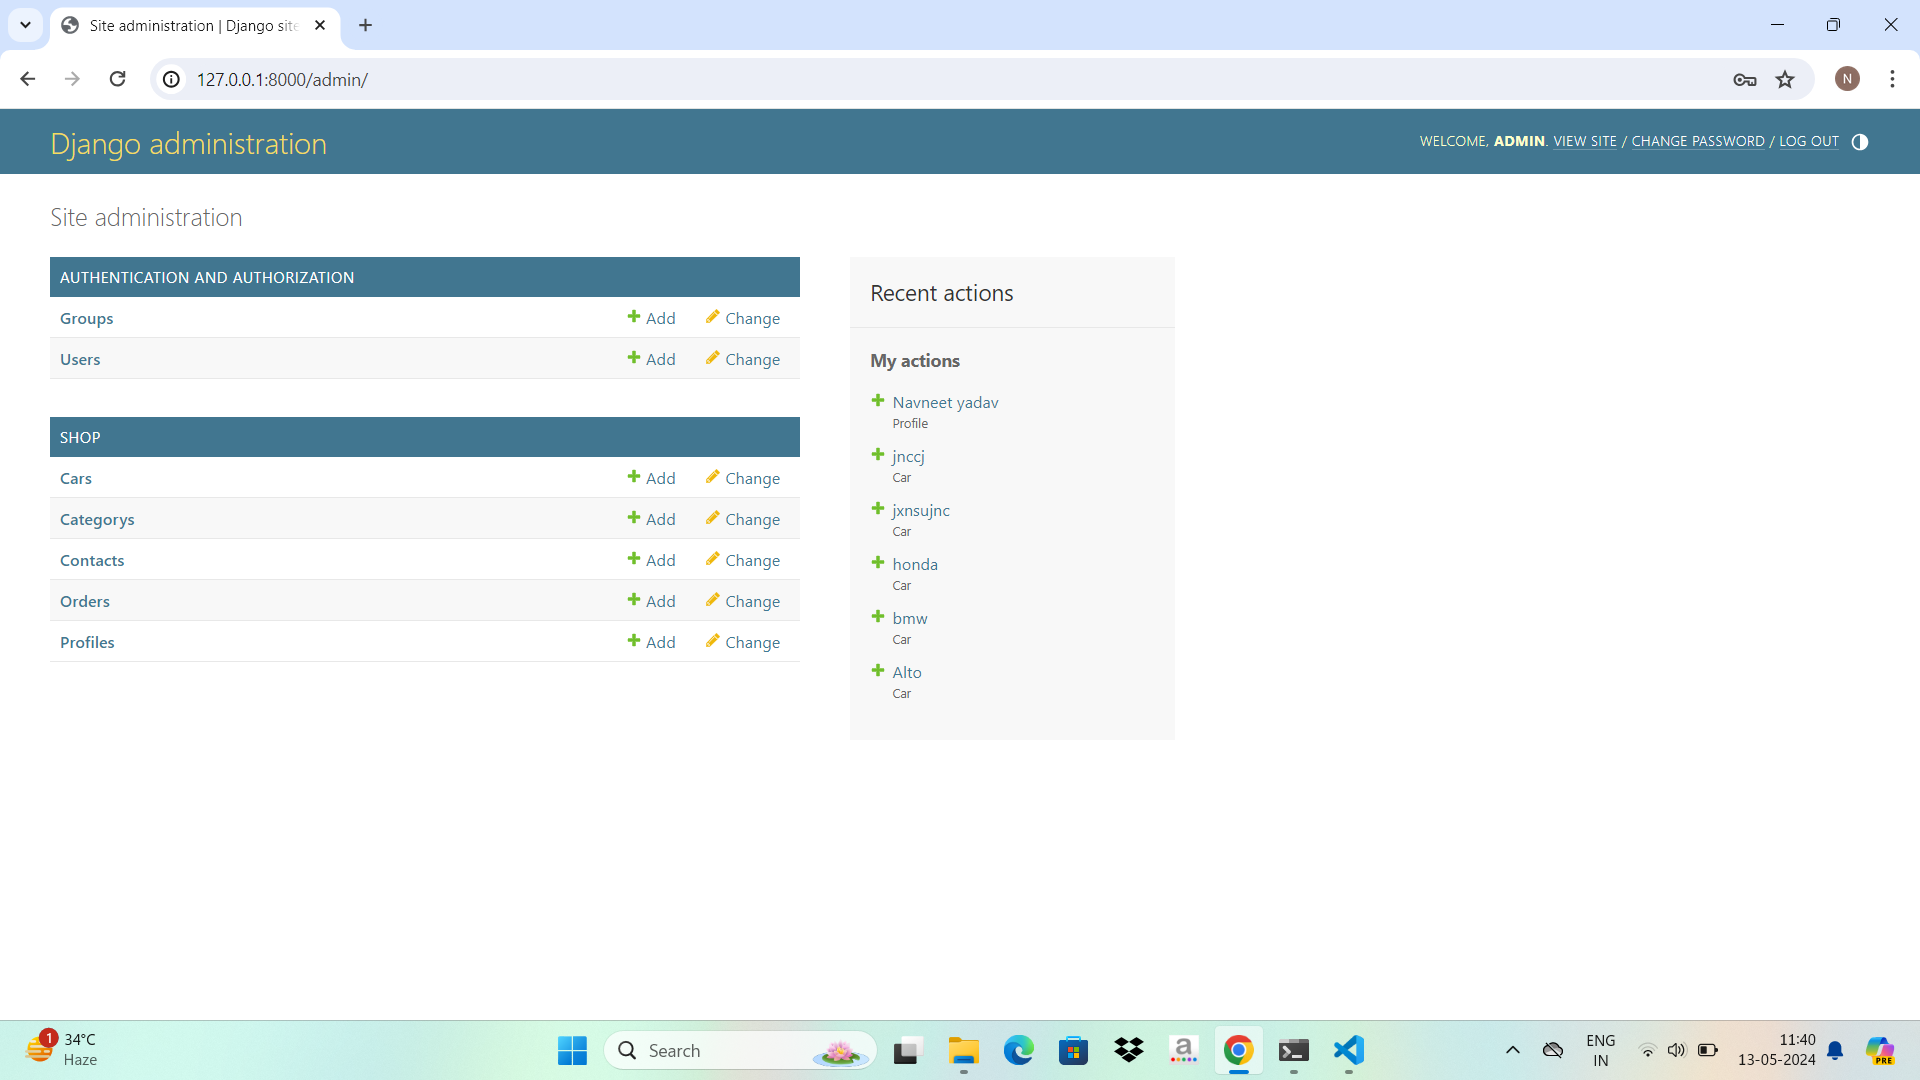 Site administration | Django site
127.0.0.1:8000/admin/
N
Django administration
WELCOME, ADMIN. VIEW SITE / CHANGE PASSWORD / LOG OUT
Site administration
AUTHENTICATION AND AUTHORIZATION
Groups Add Change
Users Add Change
SHOP
Cars Add Change
Categorys Add Change
Contacts Add Change
Orders Add Change
Profiles Add Change
Recent actions
My actions
Navneet yadav
Profile
jnccj
Car
jxnsujnc
Car
honda
Car
bmw
Car
Alto
Car
1
34°C
Haze
Search
a
ENG
IN
11:40
13-05-2024
PRE